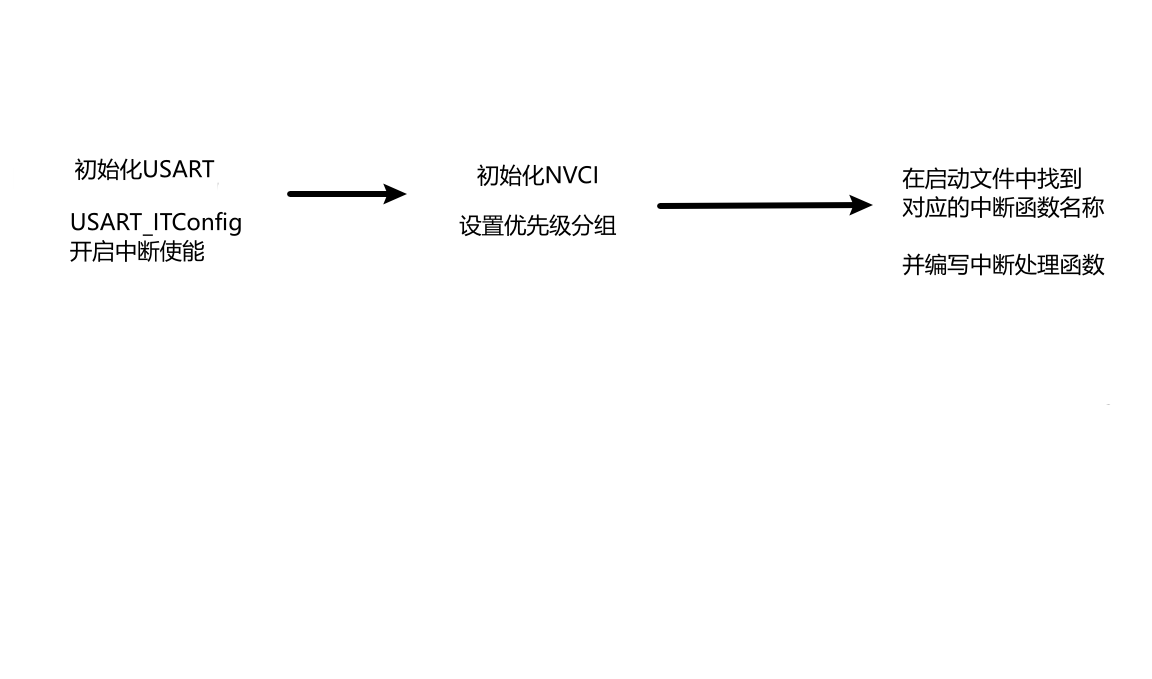 初始化USART
USART_ITConfig
开启中断使能
初始化NVCI
设置优先级分组
在启动文件中找到
对应的中断函数名称
并编写中断处理函数